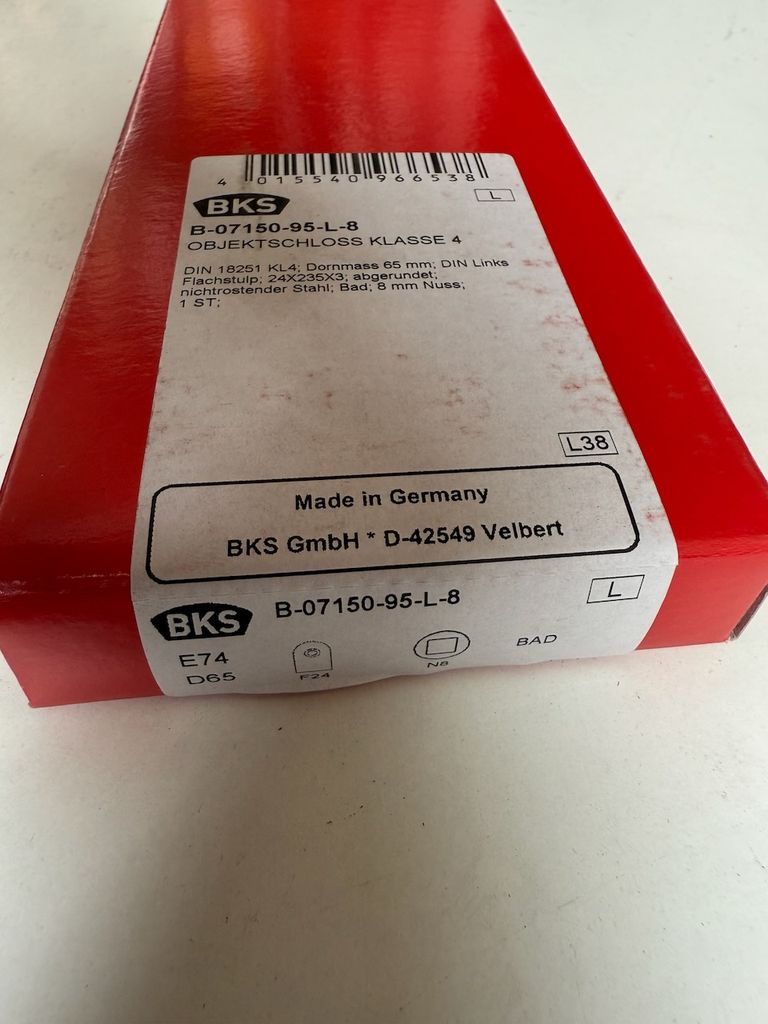 4 015540 966538
L
BKS
B-07150-95-L-8
OBJEKTSCHLOSS KLASSE 4
DIN 18251 KL4; Dornmass 65 mm; DIN Links
Flachstulp; 24X235X3; abgerundet;
nichtrostender Stahl; Bad; 8 mm Nuss;
1 ST;
L38
Made in Germany
BKS GmbH * D-42549 Velbert
BKS B-07150-95-L-8 L
E74 BAD
D65 F24 N8